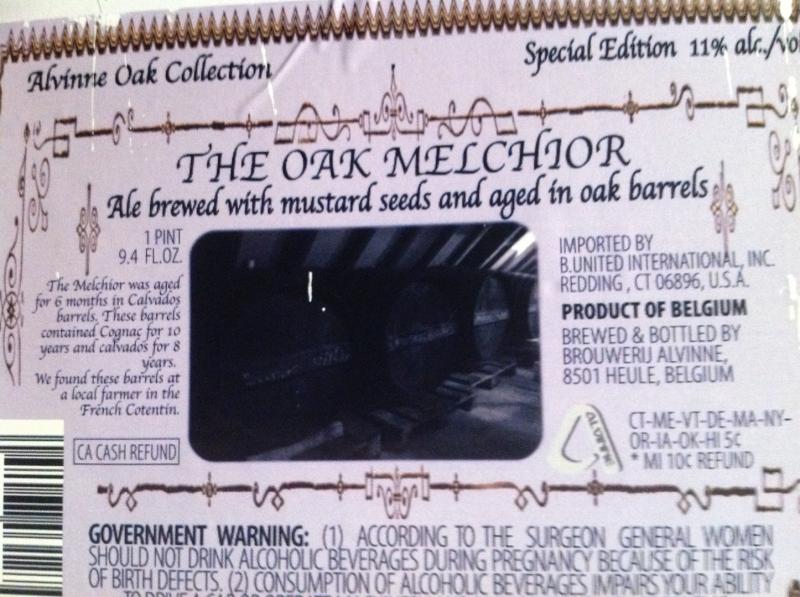 Alvinne Oak Collection
Special Edition 11% alc./vo
THE OAK MELCHIOR
Ale brewed with mustard seeds and aged in oak barrels
1 PINT
9.4 FL.OZ.
The Melchior was aged
for 6 months in Calvados
barrels. These barrels
contained Cognac for 10
years and calvados for 8
years.
We found these barrels at
a local farmer in the
French Cotentin.
CA CASH REFUND
IMPORTED BY
B.UNITED INTERNATIONAL, INC.
REDDING, CT 06896, U.S.A.
PRODUCT OF BELGIUM
BREWED & BOTTLED BY
BROUWERIJ ALVINNE,
8501 HEULE, BELGIUM
CT-ME-VT-DE-MA-NY-
OR-IA-OK-HI 5¢
* MI 10¢ REFUND
GOVERNMENT WARNING: (1) ACCORDING TO THE SURGEON GENERAL WOMEN
SHOULD NOT DRINK ALCOHOLIC BEVERAGES DURING PREGNANCY BECAUSE OF THE RISK
OF BIRTH DEFECTS. (2) CONSUMPTION OF ALCOHOLIC BEVERAGES IMPAIRS YOUR ABILITY